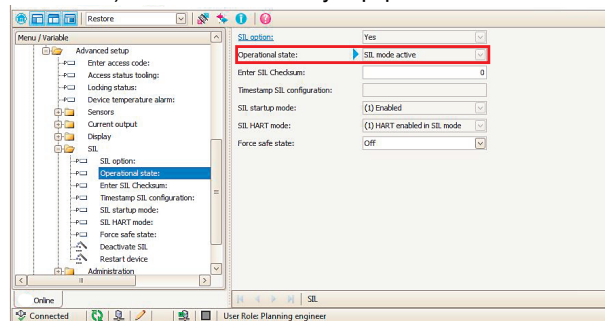 Restore
Menu / Variable
Advanced setup
Enter access code:
Access status tooling:
Locking status:
Device temperature alarm:
Sensors
Current output
Display
SIL
SIL option:
Operational state:
Enter SIL Checksum:
Timestamp SIL configuration:
SIL startup mode:
SIL HART mode:
Force safe state:
Deactivate SIL
Restart device
Administration
Online
SIL option: Yes
Operational state: SIL mode active
Enter SIL Checksum: 0
Timestamp SIL configuration:
SIL startup mode: (1) Enabled
SIL HART mode: (1) HART enabled in SIL mode
Force safe state: Off
SIL
Connected
User Role: Planning engineer